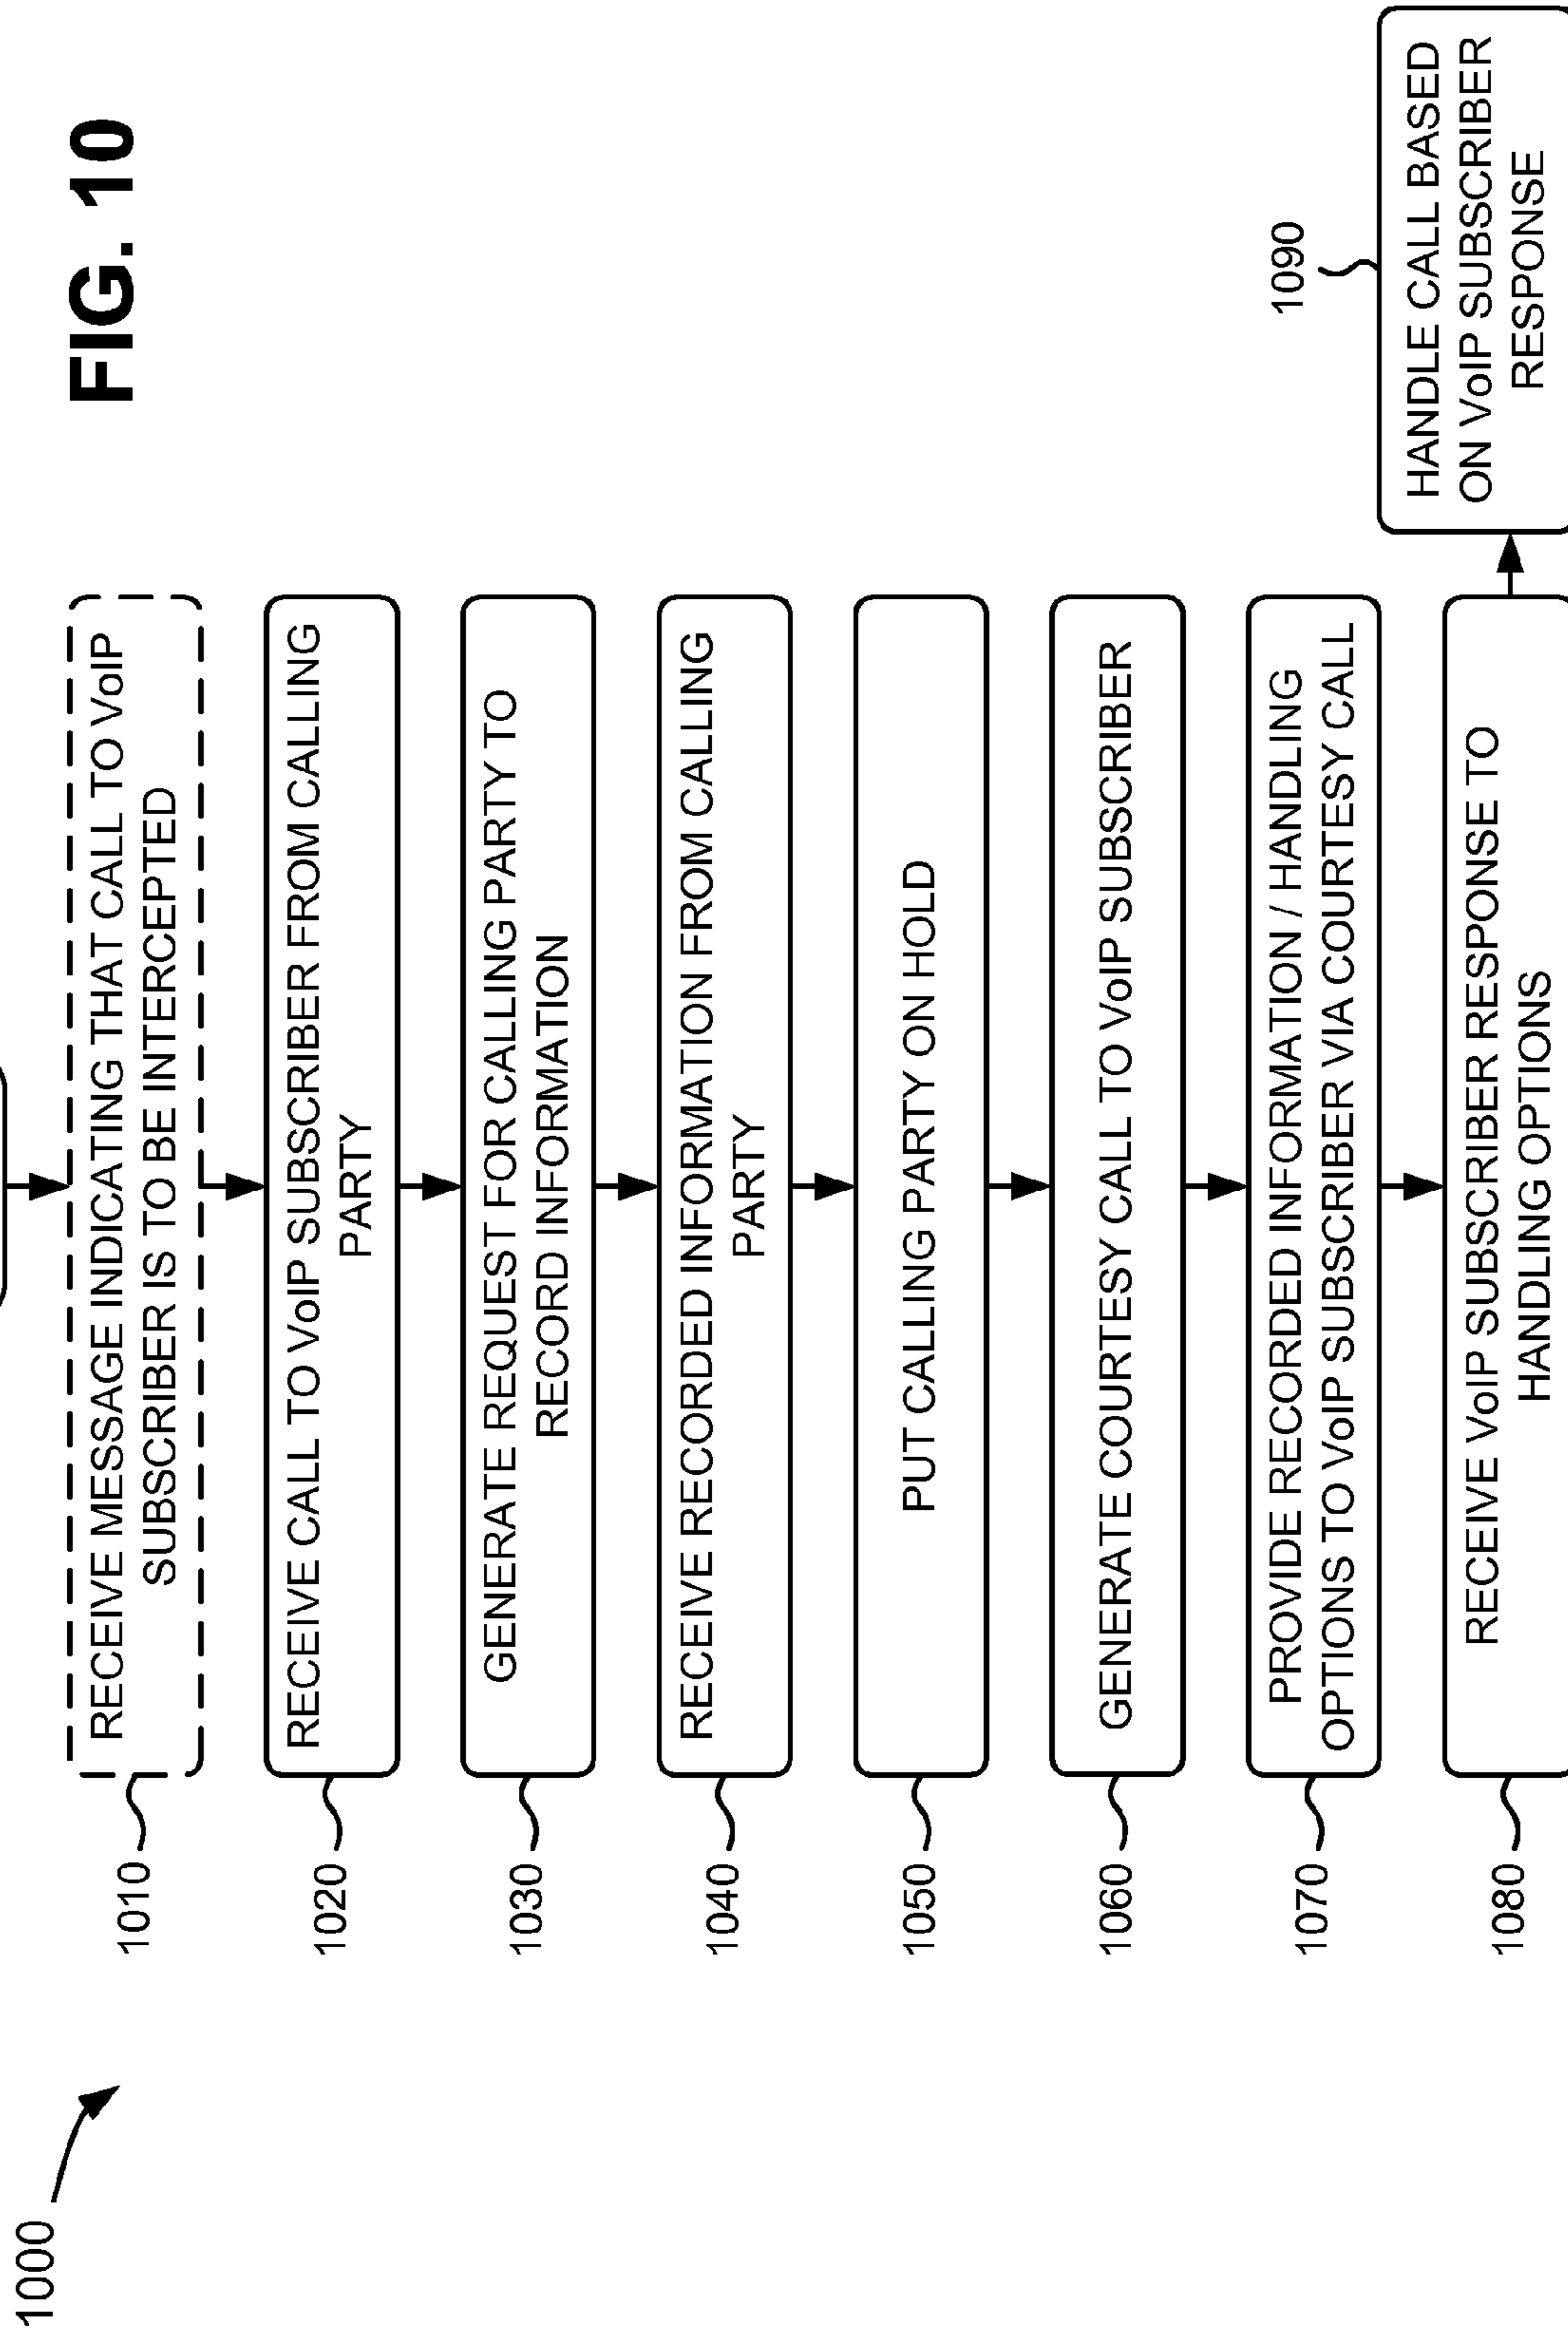 FIG. 10
1000
1010
RECEIVE MESSAGE INDICATING THAT CALL TO VoIP
SUBSCRIBER IS TO BE INTERCEPTED
1020
RECEIVE CALL TO VoIP SUBSCRIBER FROM CALLING
PARTY
1030
GENERATE REQUEST FOR CALLING PARTY TO
RECORD INFORMATION
1040
RECEIVE RECORDED INFORMATION FROM CALLING
PARTY
1050
PUT CALLING PARTY ON HOLD
1060
GENERATE COURTESY CALL TO VoIP SUBSCRIBER
1070
PROVIDE RECORDED INFORMATION / HANDLING
OPTIONS TO VoIP SUBSCRIBER VIA COURTESY CALL
1080
RECEIVE VoIP SUBSCRIBER RESPONSE TO
HANDLING OPTIONS
1090
HANDLE CALL BASED
ON VoIP SUBSCRIBER
RESPONSE